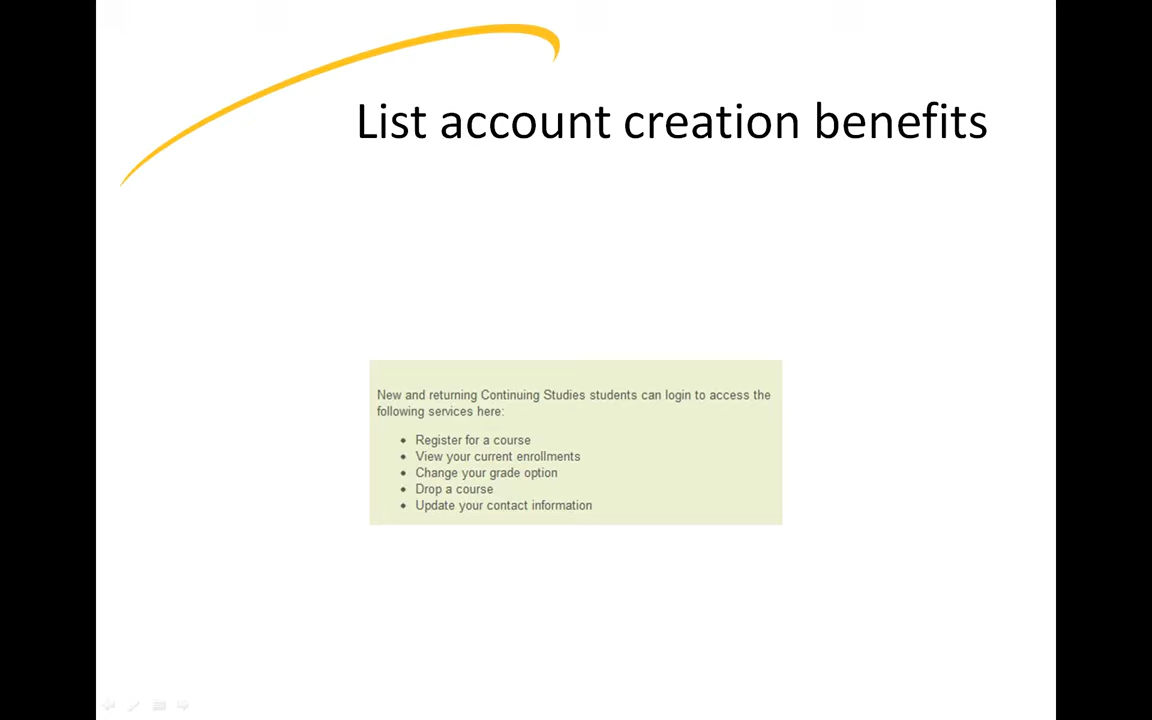 List account creation benefits
New and returning Continuing Studies students can login to access the
following services here:
• Register for a course
• View your current enrollments
• Change your grade option
• Drop a course
• Update your contact information